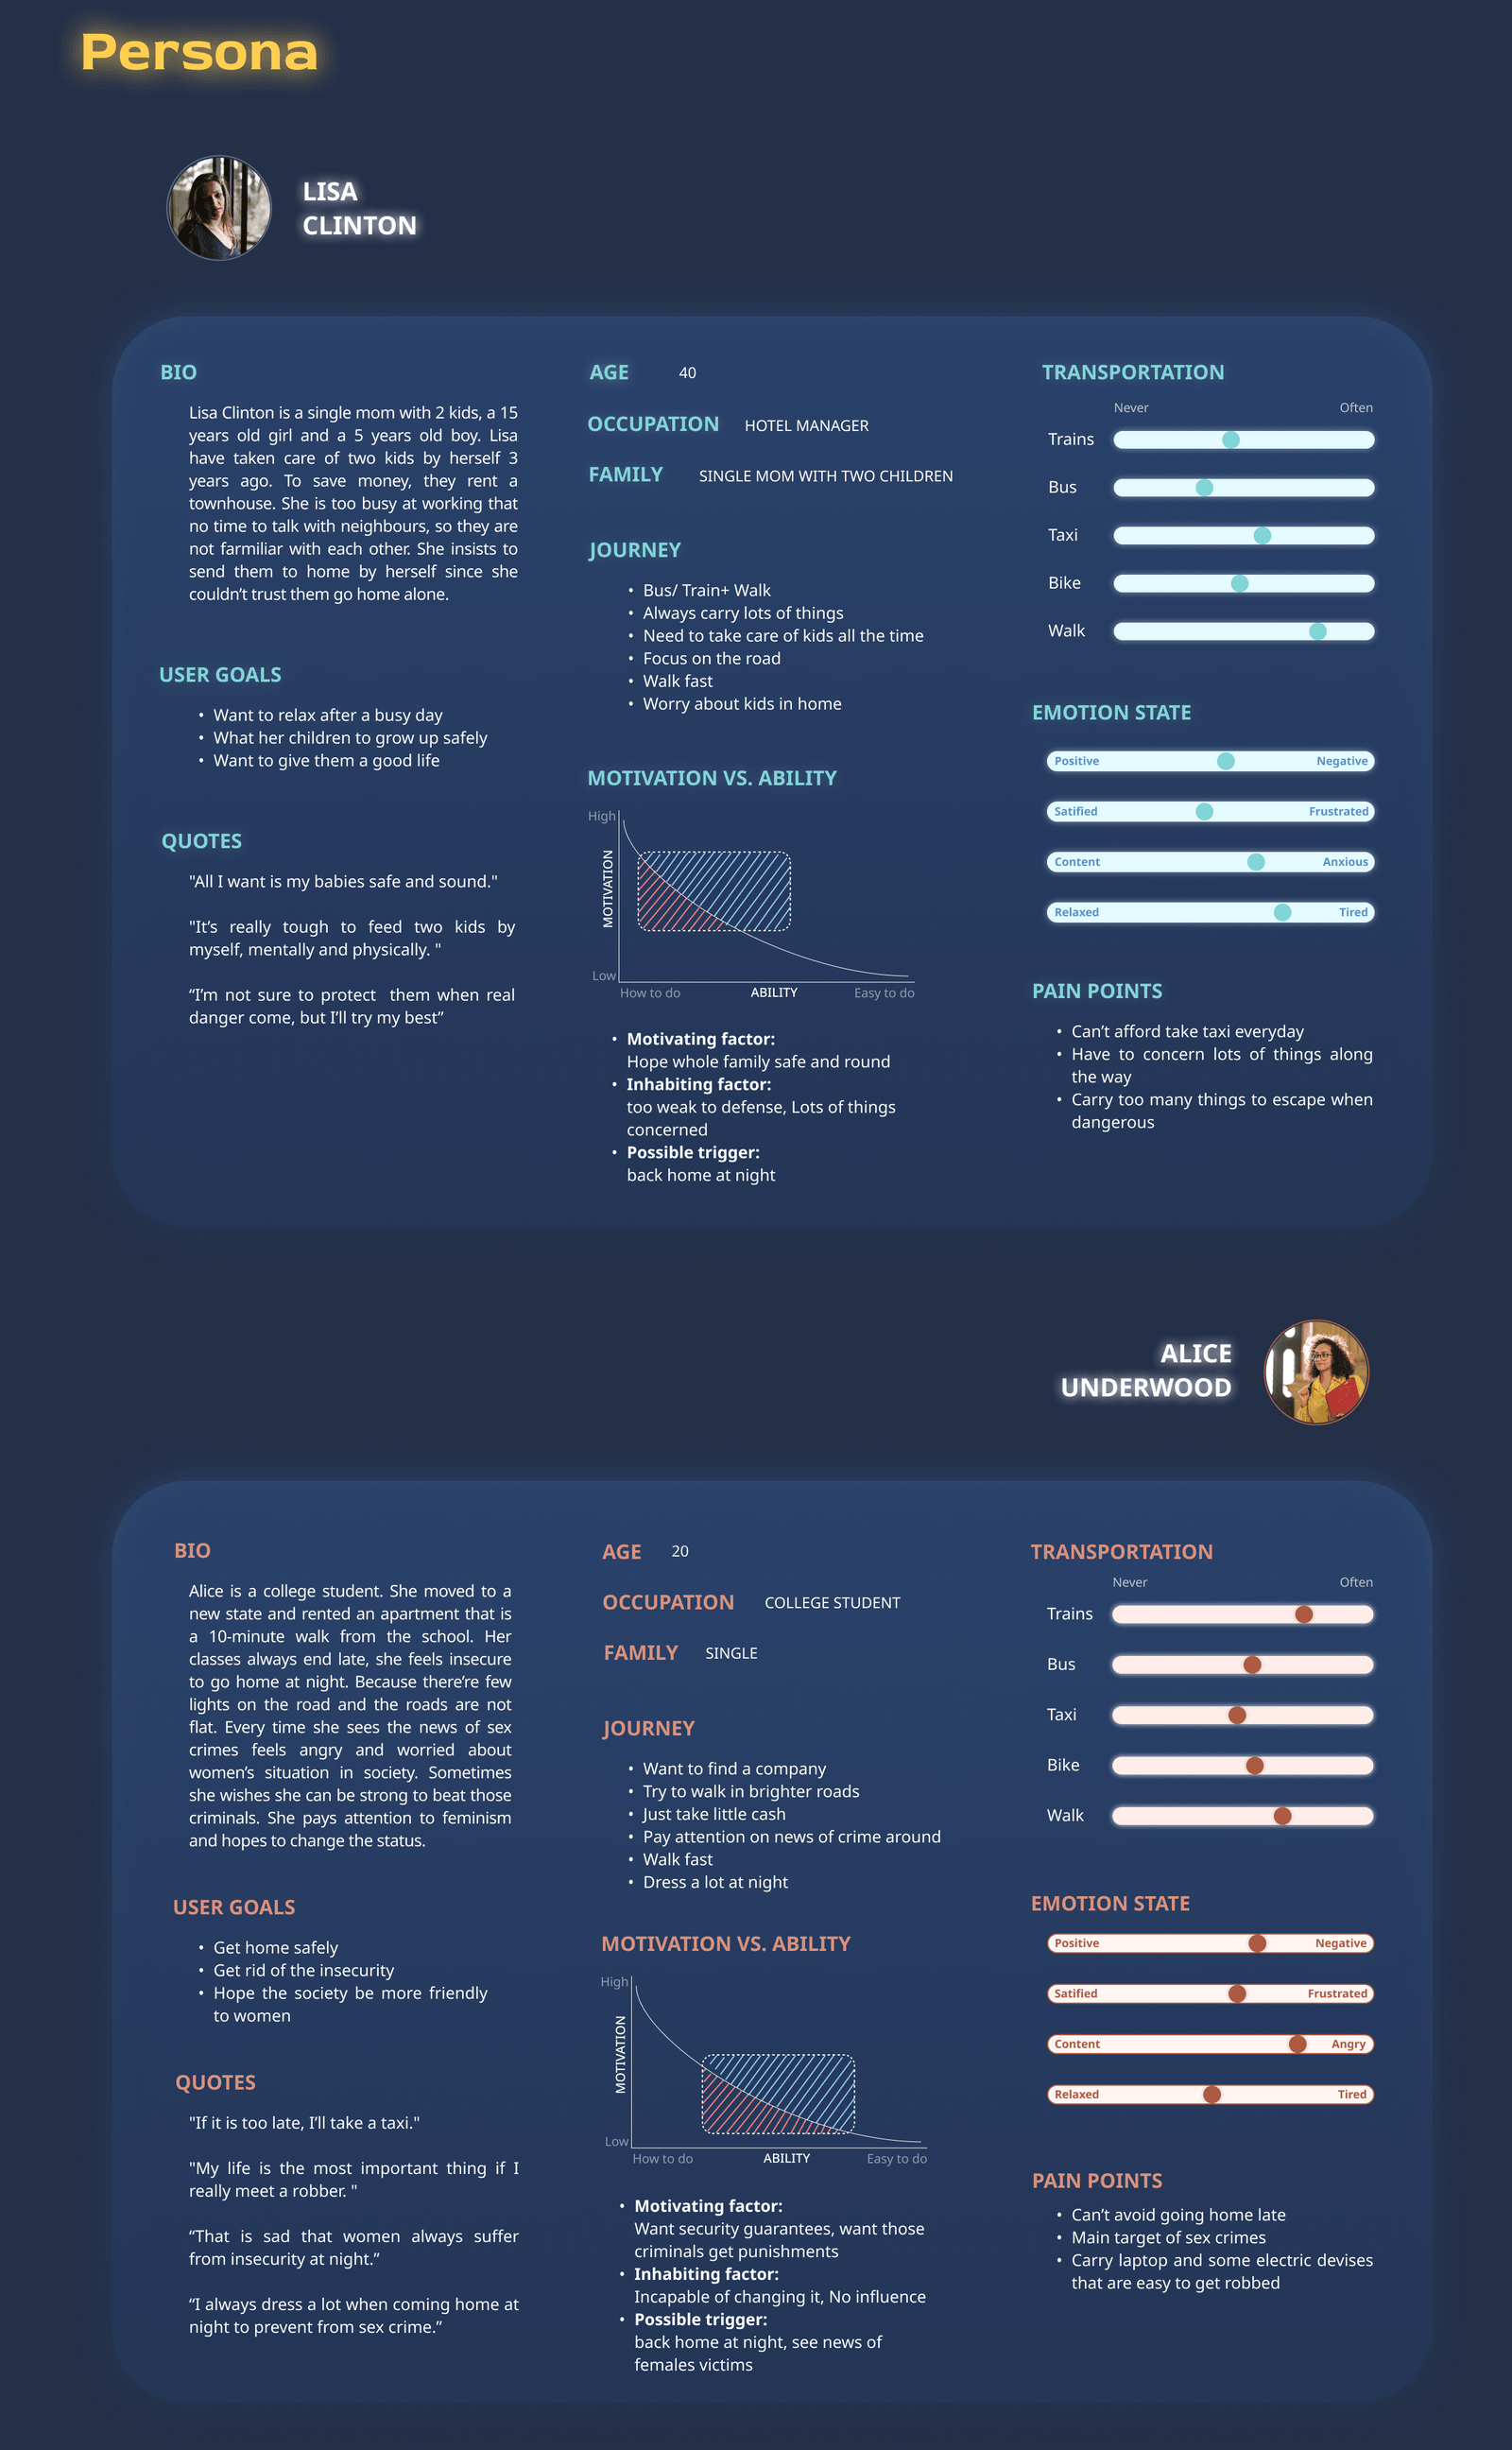 Persona
LISA
CLINTON
BIO
Lisa Clinton is a single mom with 2 kids, a 15
years old girl and a 5 years old boy. Lisa
have taken care of two kids by herself 3
years ago. To save money, they rent a
townhouse. She is too busy at working that
no time to talk with neighbours, so they are
not farmiliar with each other. She insists to
send them to home by herself since she
couldn’t trust them go home alone.
USER GOALS
• Want to relax after a busy day
• What her children to grow up safely
• Want to give them a good life
QUOTES
"All I want is my babies safe and sound."
"It’s really tough to feed two kids by
myself, mentally and physically. "
“I’m not sure to protect them when real
danger come, but I’ll try my best”
AGE 40
OCCUPATION HOTEL MANAGER
FAMILY SINGLE MOM WITH TWO CHILDREN
JOURNEY
• Bus/ Train+ Walk
• Always carry lots of things
• Need to take care of kids all the time
• Focus on the road
• Walk fast
• Worry about kids in home
MOTIVATION VS. ABILITY
High
MOTIVATION
Low
How to do ABILITY Easy to do
• Motivating factor:
Hope whole family safe and round
• Inhabiting factor:
too weak to defense, Lots of things
concerned
• Possible trigger:
back home at night
TRANSPORTATION
Never Often
Trains
Bus
Taxi
Bike
Walk
EMOTION STATE
Positive Negative
Satified Frustrated
Content Anxious
Relaxed Tired
PAIN POINTS
• Can’t afford take taxi everyday
• Have to concern lots of things along
the way
• Carry too many things to escape when
dangerous
ALICE
UNDERWOOD
BIO
Alice is a college student. She moved to a
new state and rented an apartment that is
a 10-minute walk from the school. Her
classes always end late, she feels insecure
to go home at night. Because there’re few
lights on the road and the roads are not
flat. Every time she sees the news of sex
crimes feels angry and worried about
women’s situation in society. Sometimes
she wishes she can be strong to beat those
criminals. She pays attention to feminism
and hopes to change the status.
USER GOALS
• Get home safely
• Get rid of the insecurity
• Hope the society be more friendly
to women
QUOTES
"If it is too late, I’ll take a taxi."
"My life is the most important thing if I
really meet a robber. "
“That is sad that women always suffer
from insecurity at night.”
“I always dress a lot when coming home at
night to prevent from sex crime.”
AGE 20
OCCUPATION COLLEGE STUDENT
FAMILY SINGLE
JOURNEY
• Want to find a company
• Try to walk in brighter roads
• Just take little cash
• Pay attention on news of crime around
• Walk fast
• Dress a lot at night
MOTIVATION VS. ABILITY
High
MOTIVATION
Low
How to do ABILITY Easy to do
• Motivating factor:
Want security guarantees, want those
criminals get punishments
• Inhabiting factor:
Incapable of changing it, No influence
• Possible trigger:
back home at night, see news of
females victims
TRANSPORTATION
Never Often
Trains
Bus
Taxi
Bike
Walk
EMOTION STATE
Positive Negative
Satified Frustrated
Content Angry
Relaxed Tired
PAIN POINTS
• Can’t avoid going home late
• Main target of sex crimes
• Carry laptop and some electric devises
that are easy to get robbed